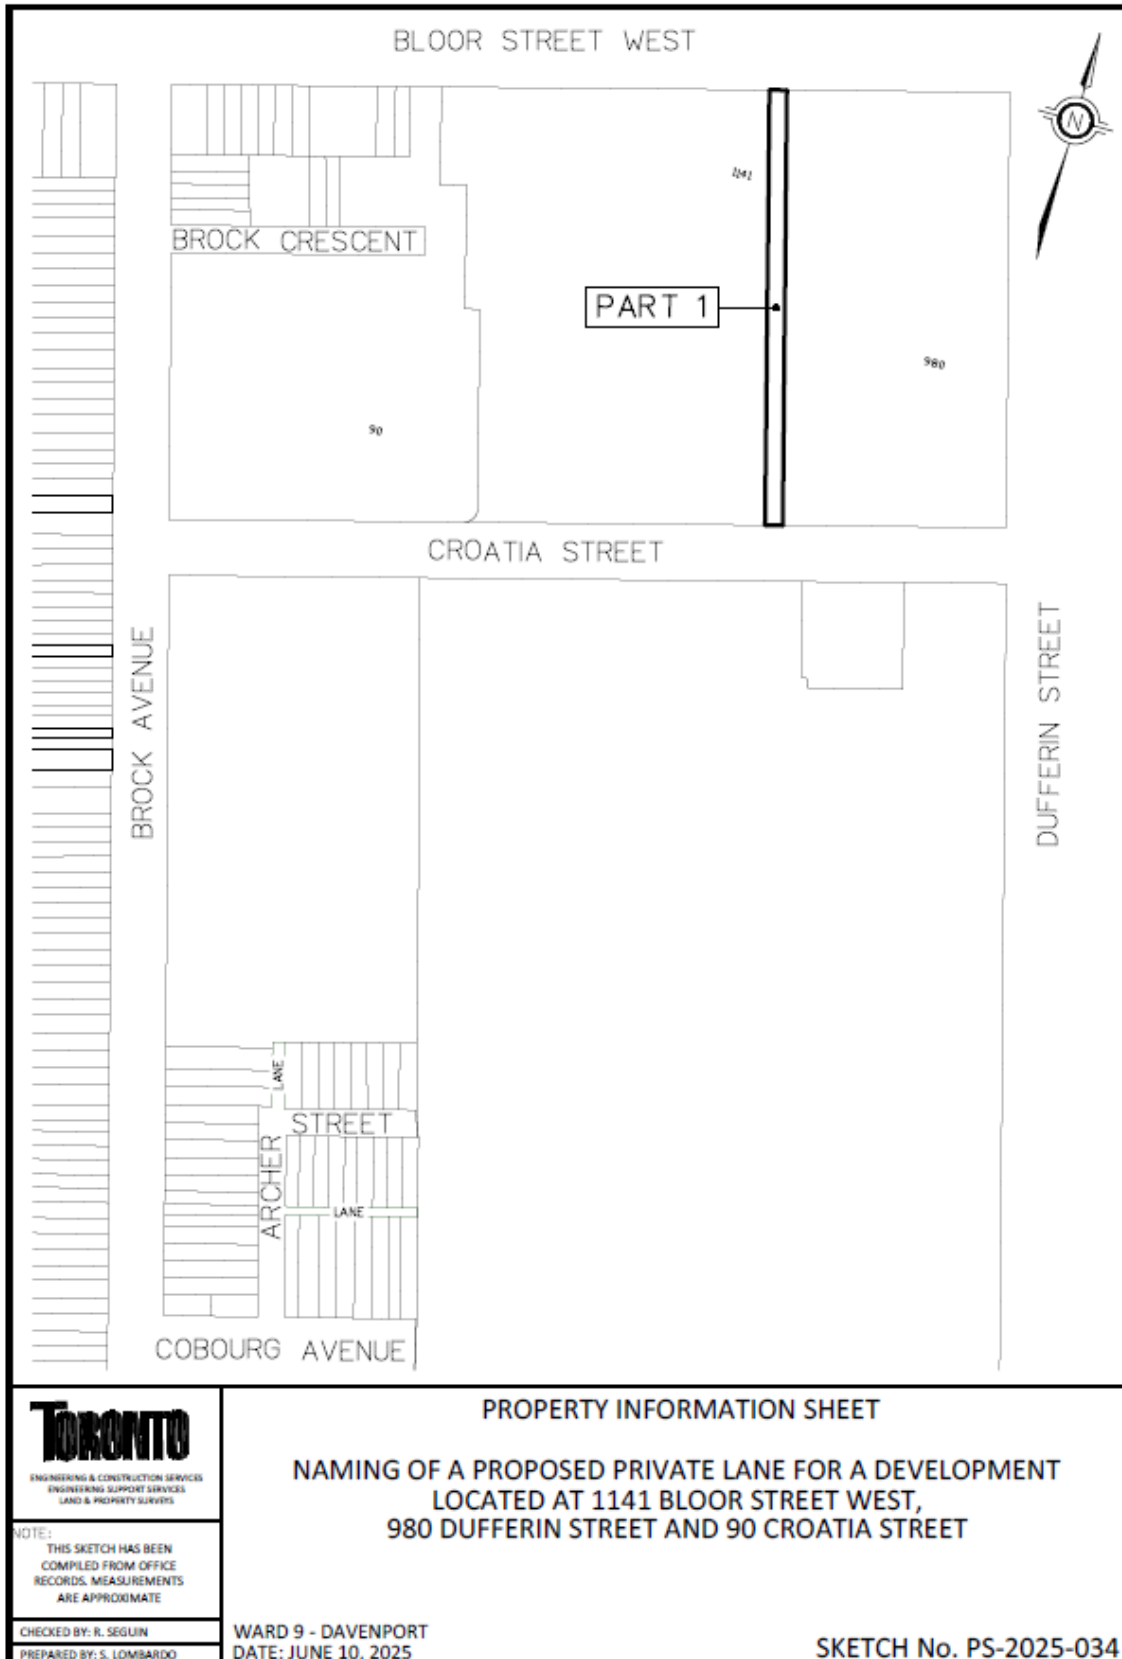 BLOOR STREET WEST
N
1141
BROCK CRESCENT
PART 1
980
90
CROATIA STREET
BROCK AVENUE
DUFFERIN STREET
LANE
STREET
ARCHER
LANE
COBOURG AVENUE
TORONTO
ENGINEERING & CONSTRUCTION SERVICES
ENGINEERING SUPPORT SERVICES
LAND & PROPERTY SURVEYS
NOTE:
THIS SKETCH HAS BEEN
COMPILED FROM OFFICE
RECORDS. MEASUREMENTS
ARE APPROXIMATE
CHECKED BY: R. SEGUIN
PREPARED BY: S. LOMBARDO
PROPERTY INFORMATION SHEET
NAMING OF A PROPOSED PRIVATE LANE FOR A DEVELOPMENT
LOCATED AT 1141 BLOOR STREET WEST,
980 DUFFERIN STREET AND 90 CROATIA STREET
WARD 9 - DAVENPORT
DATE: JUNE 10, 2025
SKETCH No. PS-2025-034